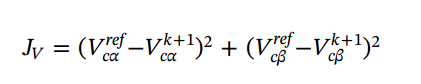 J_V = (V_{cα}^{ref}−V_{cα}^{k+1})² + (V_{cβ}^{ref}−V_{cβ}^{k+1})²